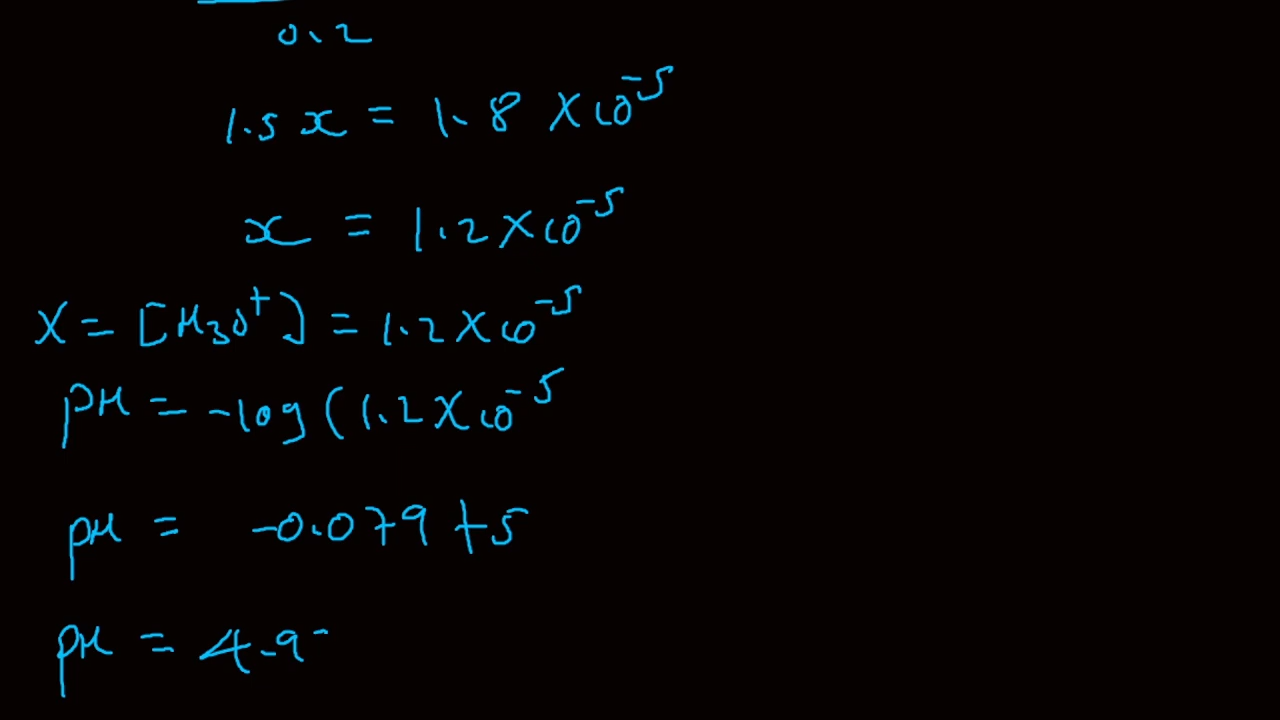 0.2
1.5 x = 1.8 × 10⁻⁵
x = 1.2 × 10⁻⁵
X = [H₃O⁺] = 1.2 × 10⁻⁵
pH = -log (1.2 × 10⁻⁵
pH = -0.079 + 5
pH = 4.9